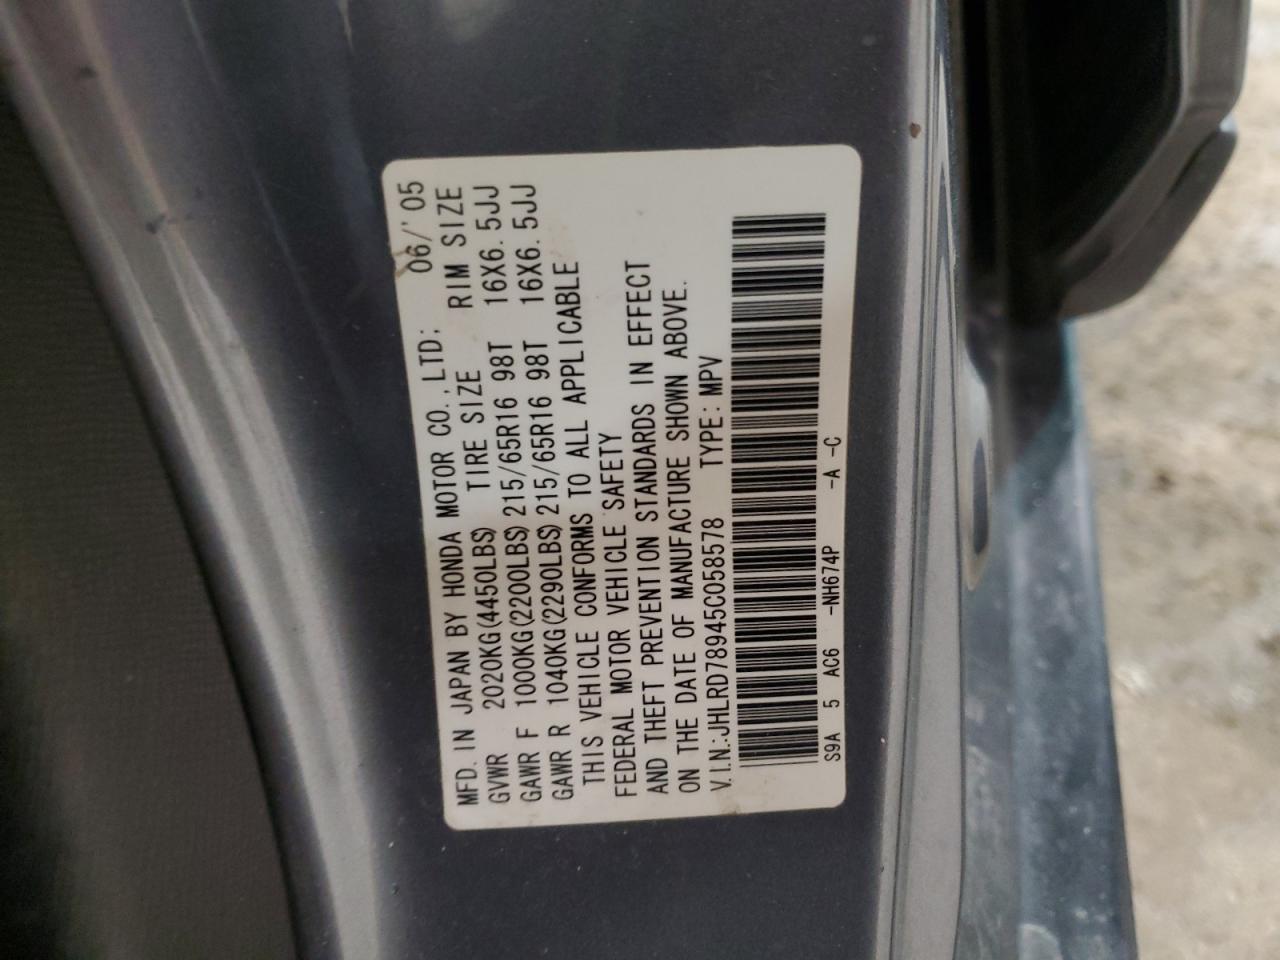 MFD. IN JAPAN BY HONDA MOTOR CO., LTD: 06/'05
GVWR 2020KG(4450LBS) TIRE SIZE RIM SIZE
GAWR F 1000KG(2200LBS) 215/65R16 98T 16X6.5JJ
GAWR R 1040KG(2290LBS) 215/65R16 98T 16X6.5JJ
THIS VEHICLE CONFORMS TO ALL APPLICABLE
FEDERAL MOTOR VEHICLE SAFETY
AND THEFT PREVENTION STANDARDS IN EFFECT
ON THE DATE OF MANUFACTURE SHOWN ABOVE.
V.I.N.:JHLRD78945C058578 TYPE: MPV
S9A 5 AC6 -NH674P -A -C